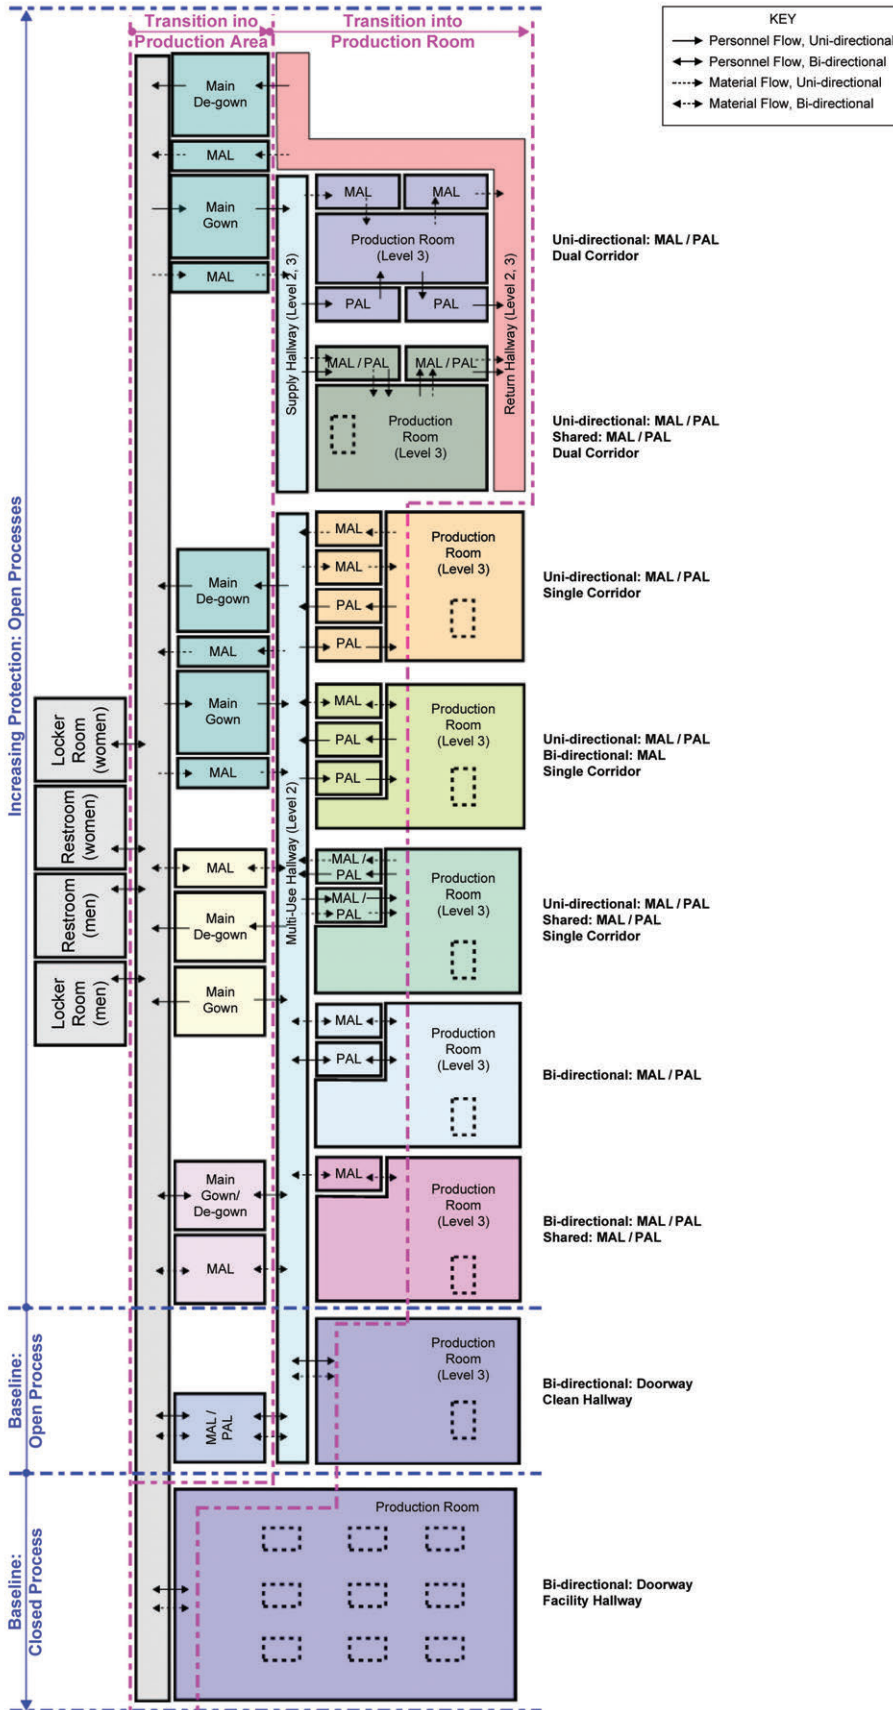 Transition ino
Production Area
Transition into
Production Room
KEY
Personnel Flow, Uni-directional
Personnel Flow, Bi-directional
Material Flow, Uni-directional
Material Flow, Bi-directional
Main
De-gown
MAL
Main
Gown
MAL
Supply Hallway (Level 2, 3)
MAL
MAL
Production Room
(Level 3)
PAL
PAL
Return Hallway (Level 2, 3)
Uni-directional: MAL / PAL
Dual Corridor
MAL / PAL
MAL / PAL
Production
Room
(Level 3)
Uni-directional: MAL / PAL
Shared: MAL / PAL
Dual Corridor
Increasing Protection: Open Processes
Main
De-gown
MAL
Main
Gown
MAL
Multi-Use Hallway (Level 2)
MAL
MAL
PAL
PAL
Production
Room
(Level 3)
Uni-directional: MAL / PAL
Single Corridor
MAL
PAL
PAL
Production
Room
(Level 3)
Uni-directional: MAL / PAL
Bi-directional: MAL
Single Corridor
Locker
Room
(women)
Restroom
(women)
Restroom
(men)
Locker
Room
(men)
MAL
Main
De-gown
Main
Gown
MAL /
PAL
MAL /
PAL
Production
Room
(Level 3)
Uni-directional: MAL / PAL
Shared: MAL / PAL
Single Corridor
MAL
PAL
Production
Room
(Level 3)
Bi-directional: MAL / PAL
Main
Gown/
De-gown
MAL
MAL
Production
Room
(Level 3)
Bi-directional: MAL / PAL
Shared: MAL / PAL
Baseline:
Open Process
MAL /
PAL
Production
Room
(Level 3)
Bi-directional: Doorway
Clean Hallway
Baseline:
Closed Process
Production Room
Bi-directional: Doorway
Facility Hallway